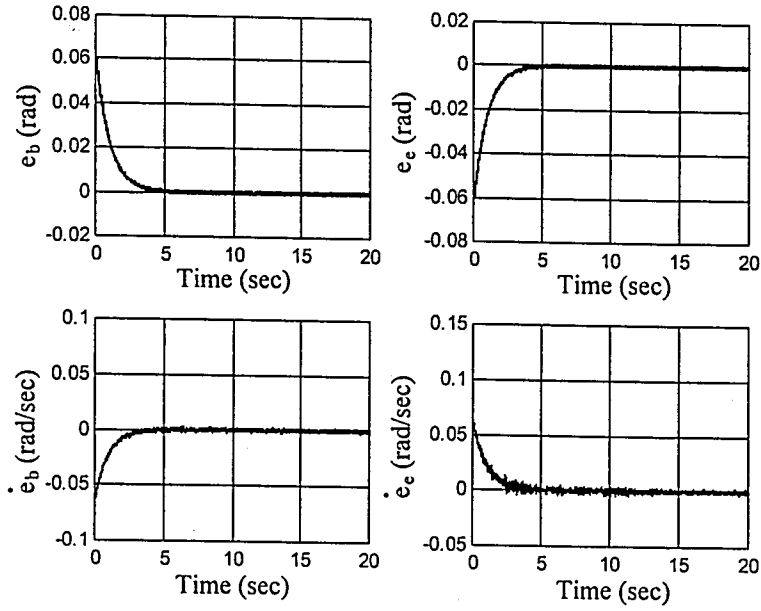 0.08
0.06
0.04
0.02
0
-0.02
e_b (rad)
0 5 10 15 20
Time (sec)
0.02
0
-0.02
-0.04
-0.06
-0.08
e_e (rad)
0 5 10 15 20
Time (sec)
0.1
0.05
0
-0.05
-0.1
ė_b (rad/sec)
0 5 10 15 20
Time (sec)
0.15
0.1
0.05
0
-0.05
ė_e (rad/sec)
0 5 10 15 20
Time (sec)